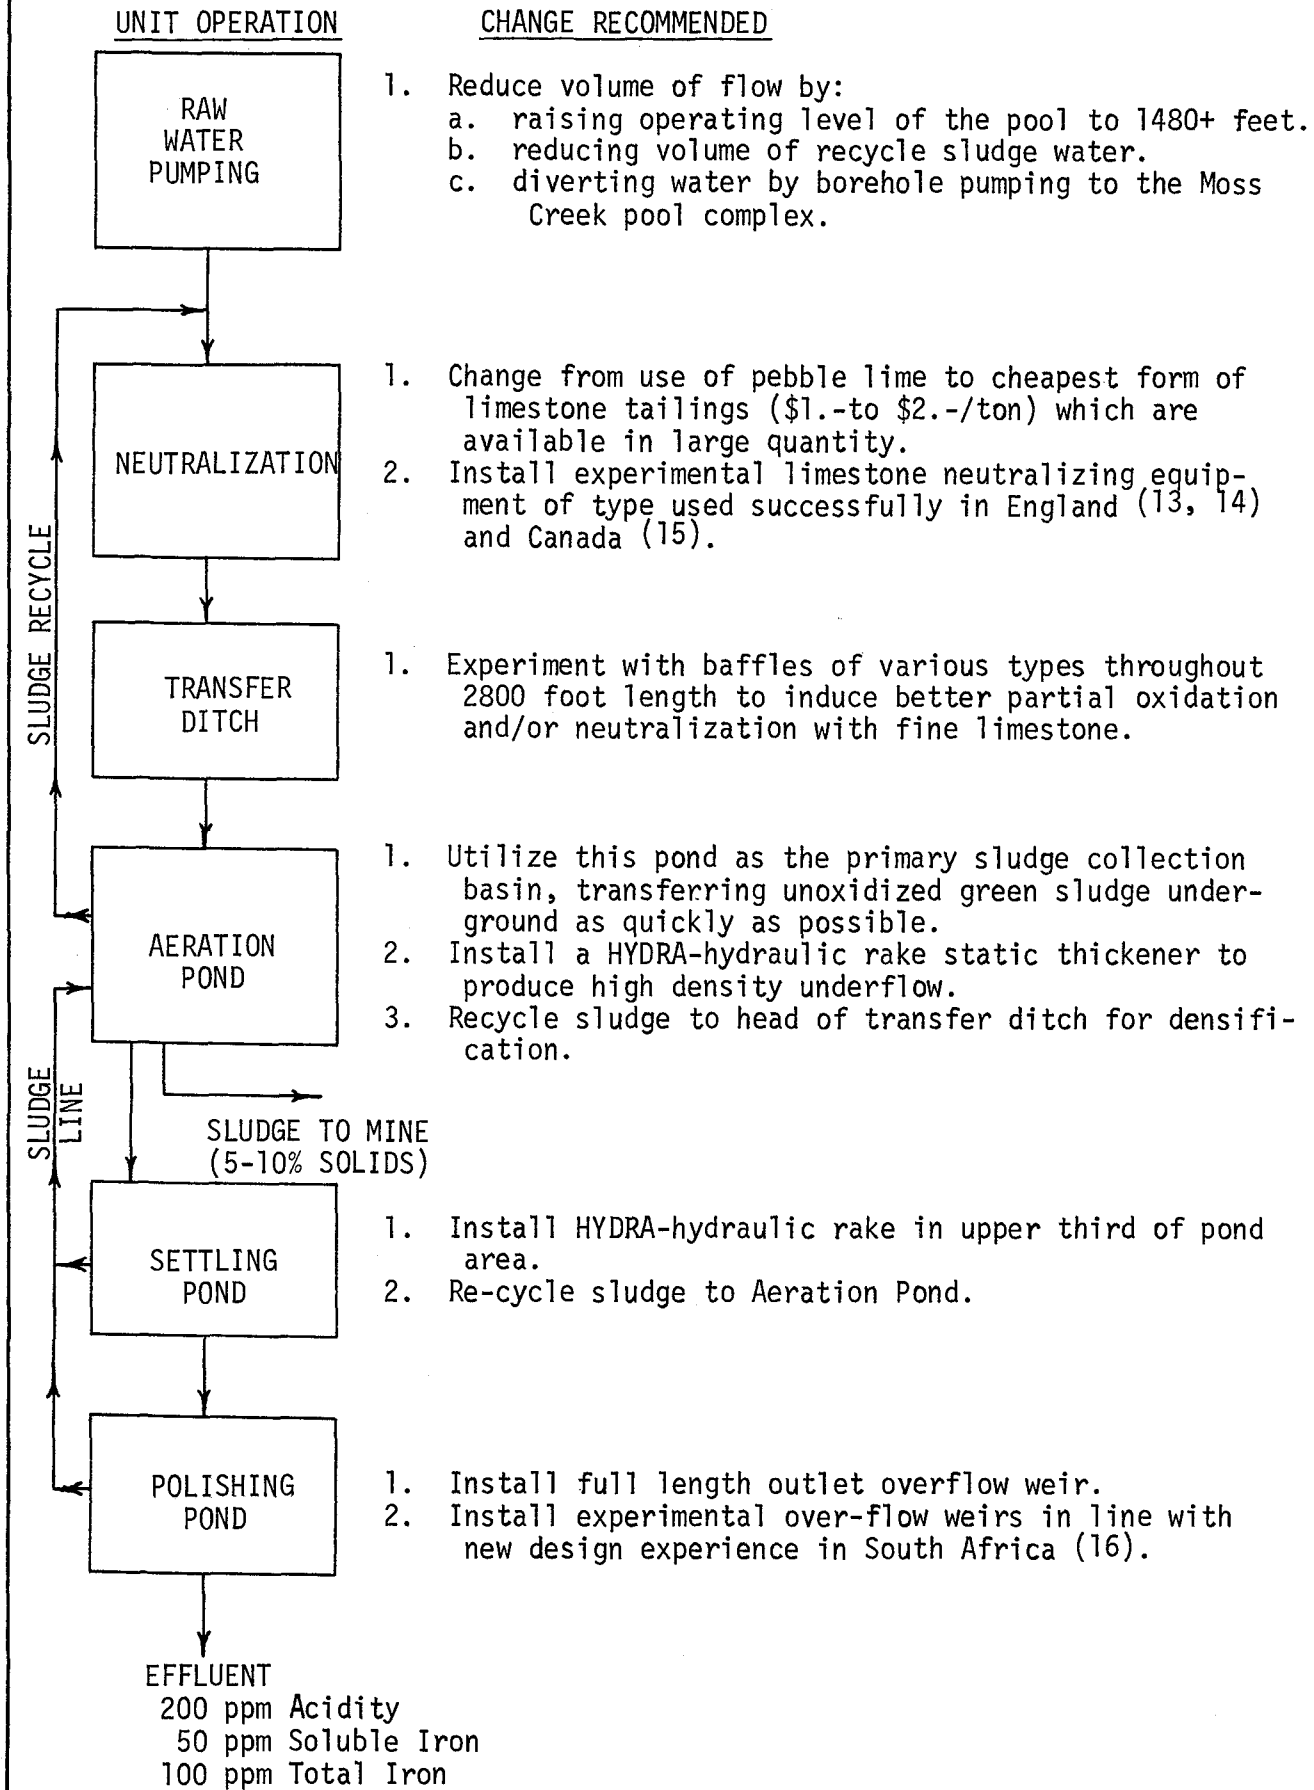 UNIT OPERATION
CHANGE RECOMMENDED
RAW
WATER
PUMPING
1. Reduce volume of flow by:
a. raising operating level of the pool to 1480+ feet.
b. reducing volume of recycle sludge water.
c. diverting water by borehole pumping to the Moss
Creek pool complex.
NEUTRALIZATION
1. Change from use of pebble lime to cheapest form of
limestone tailings ($1.-to $2.-/ton) which are
available in large quantity.
2. Install experimental limestone neutralizing equip-
ment of type used successfully in England (13, 14)
and Canada (15).
SLUDGE RECYCLE
TRANSFER
DITCH
1. Experiment with baffles of various types throughout
2800 foot length to induce better partial oxidation
and/or neutralization with fine limestone.
AERATION
POND
1. Utilize this pond as the primary sludge collection
basin, transferring unoxidized green sludge under-
ground as quickly as possible.
2. Install a HYDRA-hydraulic rake static thickener to
produce high density underflow.
3. Recycle sludge to head of transfer ditch for densifi-
cation.
SLUDGE
LINE
SLUDGE TO MINE
(5-10% SOLIDS)
SETTLING
POND
1. Install HYDRA-hydraulic rake in upper third of pond
area.
2. Re-cycle sludge to Aeration Pond.
POLISHING
POND
1. Install full length outlet overflow weir.
2. Install experimental over-flow weirs in line with
new design experience in South Africa (16).
EFFLUENT
200 ppm Acidity
50 ppm Soluble Iron
100 ppm Total Iron